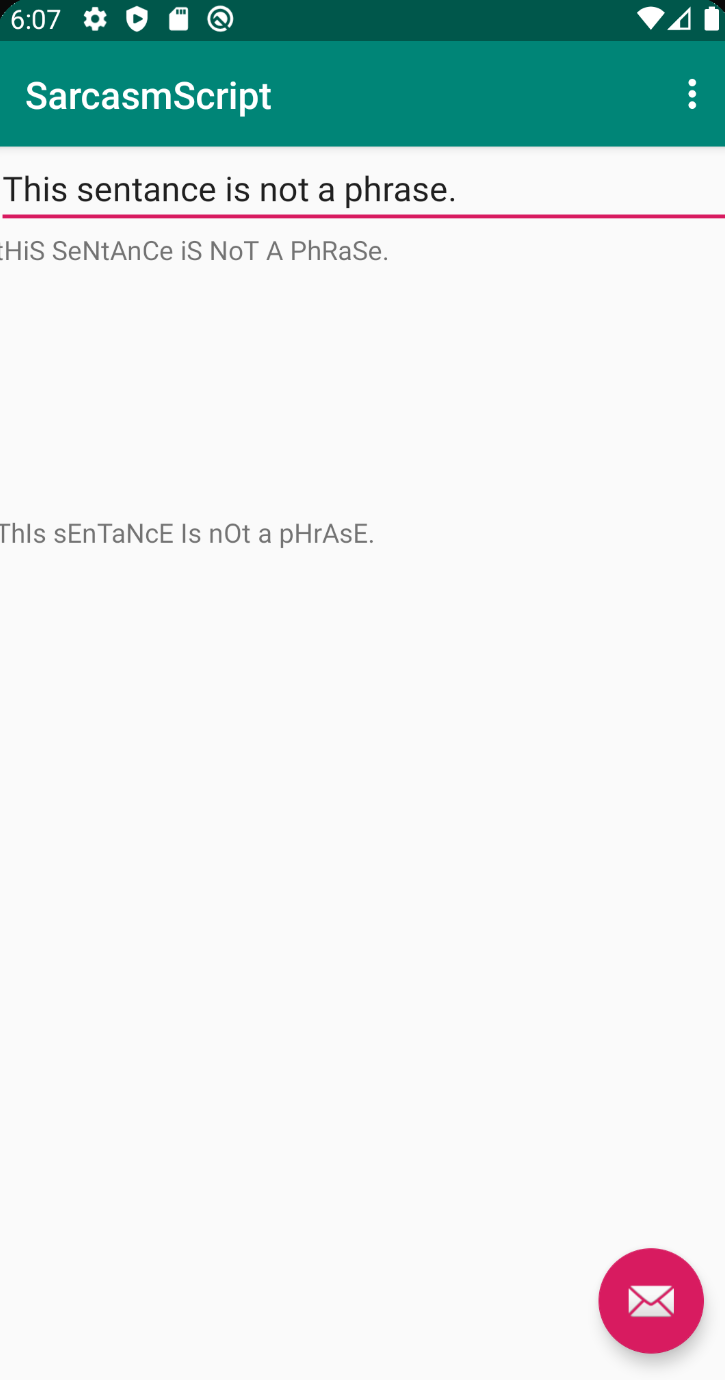 6:07
SarcasmScript
This sentance is not a phrase.
tHiS SeNtAnCe iS NoT A PhRaSe.
ThIs sEnTaNcE Is nOt a pHrAsE.